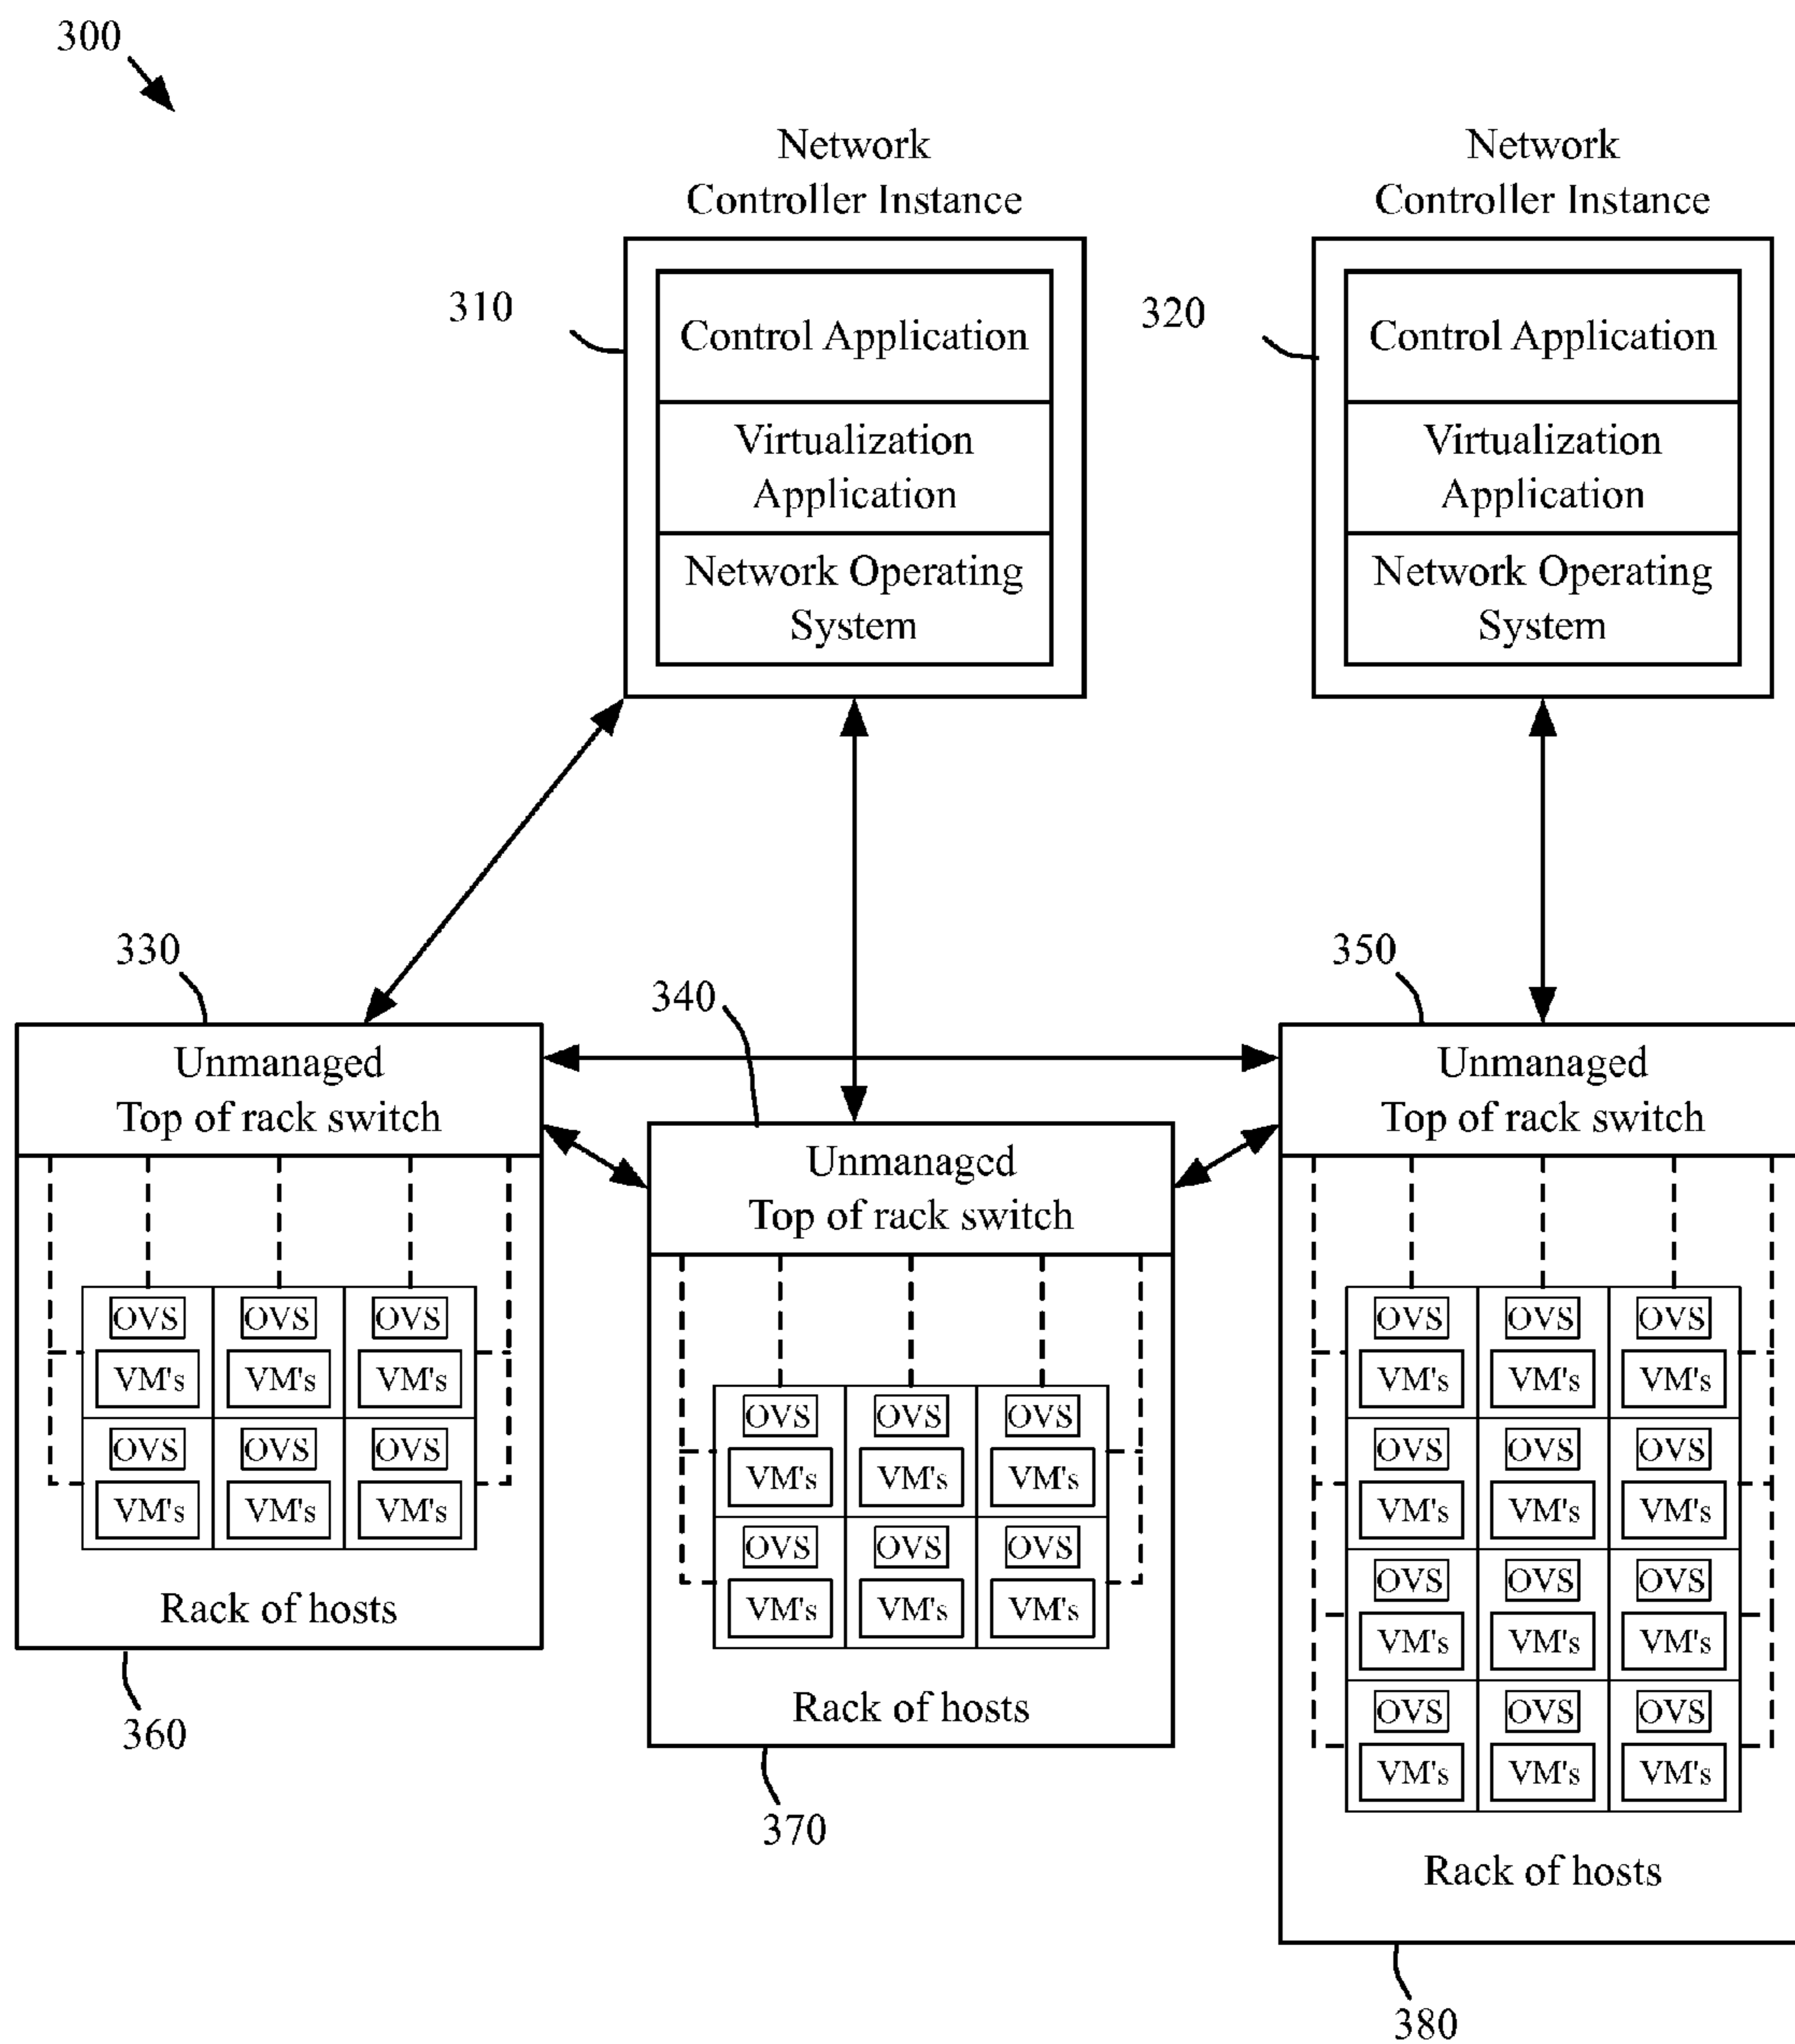 300
Network
Controller Instance
Network
Controller Instance
310
Control Application
Virtualization
Application
Network Operating
System
320
Control Application
Virtualization
Application
Network Operating
System
330
Unmanaged
Top of rack switch
340
Unmanaged
Top of rack switch
350
Unmanaged
Top of rack switch
OVS OVS OVS
VM's VM's VM's
OVS OVS OVS
VM's VM's VM's
Rack of hosts
360
OVS OVS OVS
VM's VM's VM's
OVS OVS OVS
VM's VM's VM's
Rack of hosts
370
OVS OVS OVS
VM's VM's VM's
OVS OVS OVS
VM's VM's VM's
OVS OVS OVS
VM's VM's VM's
OVS OVS OVS
VM's VM's VM's
Rack of hosts
380